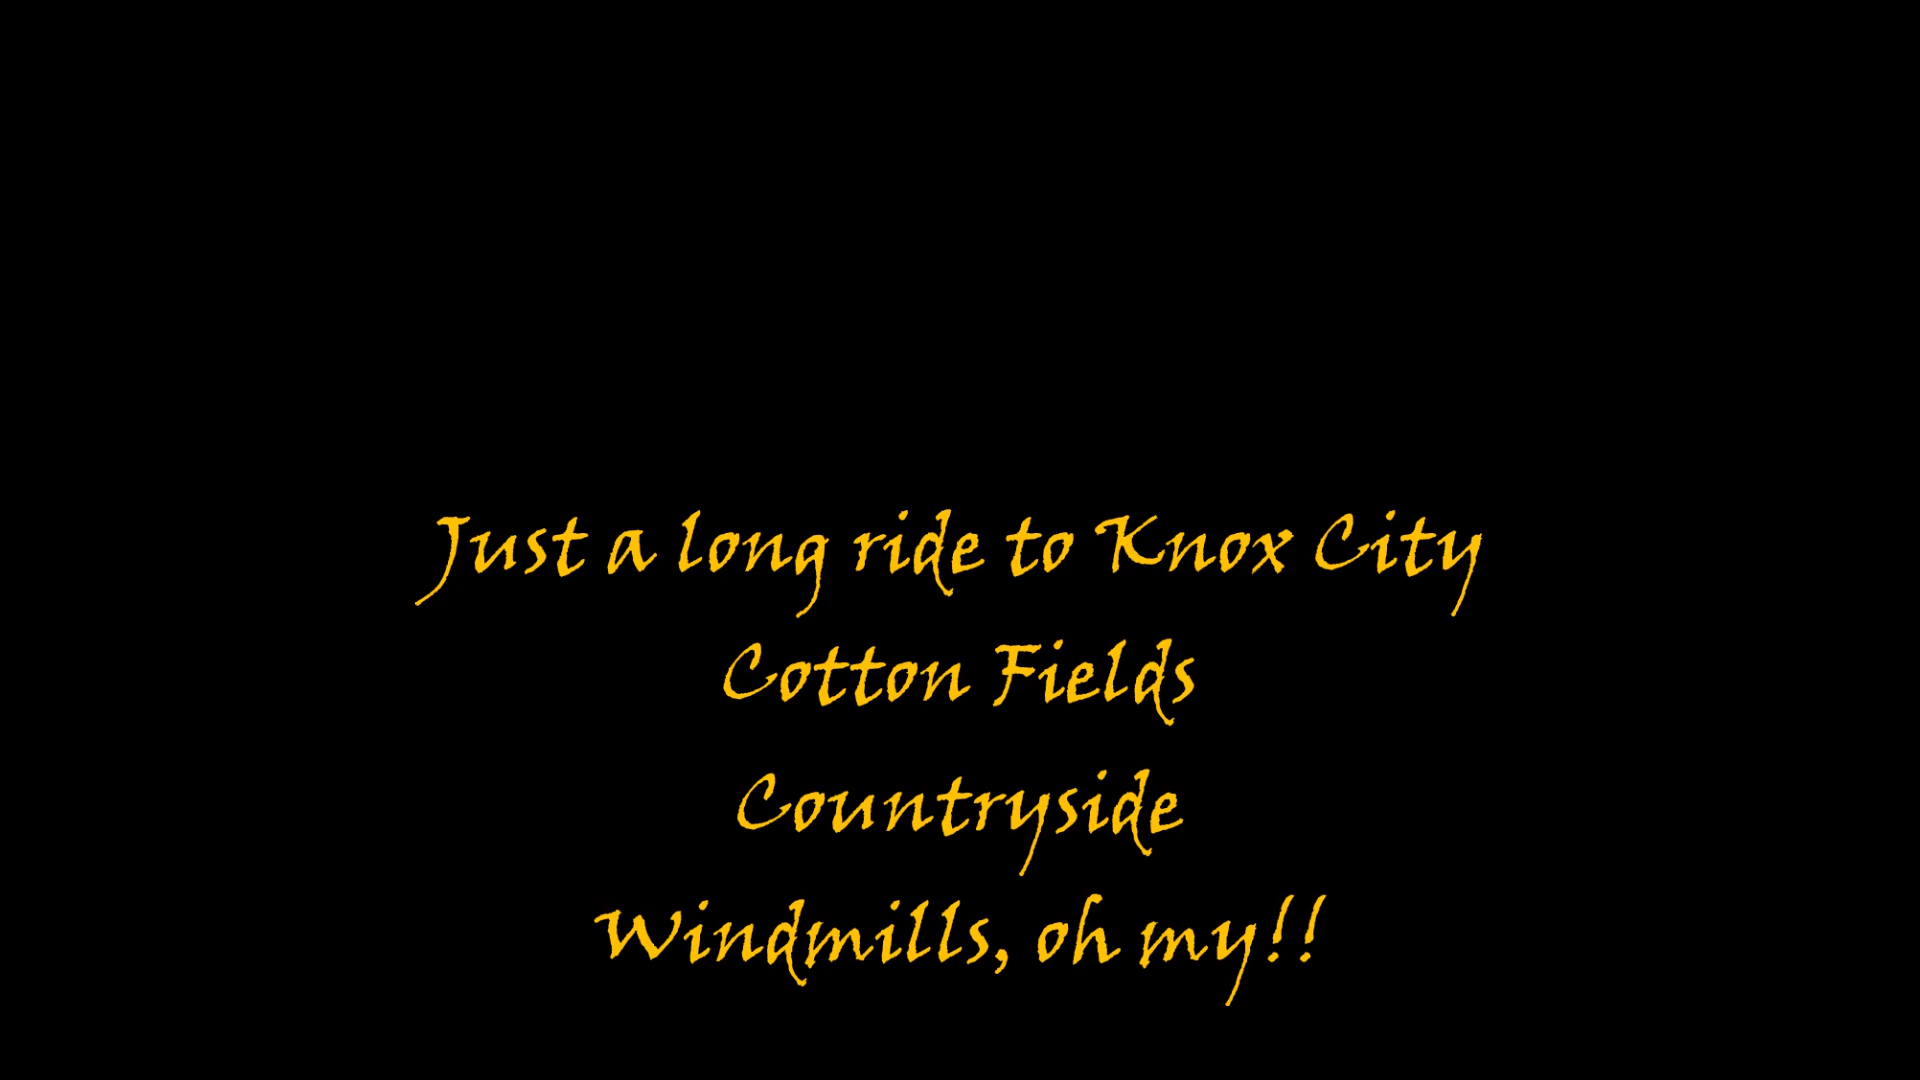 Just a long ride to Knox City
Cotton Fields
Countryside
Windmills, oh my!!